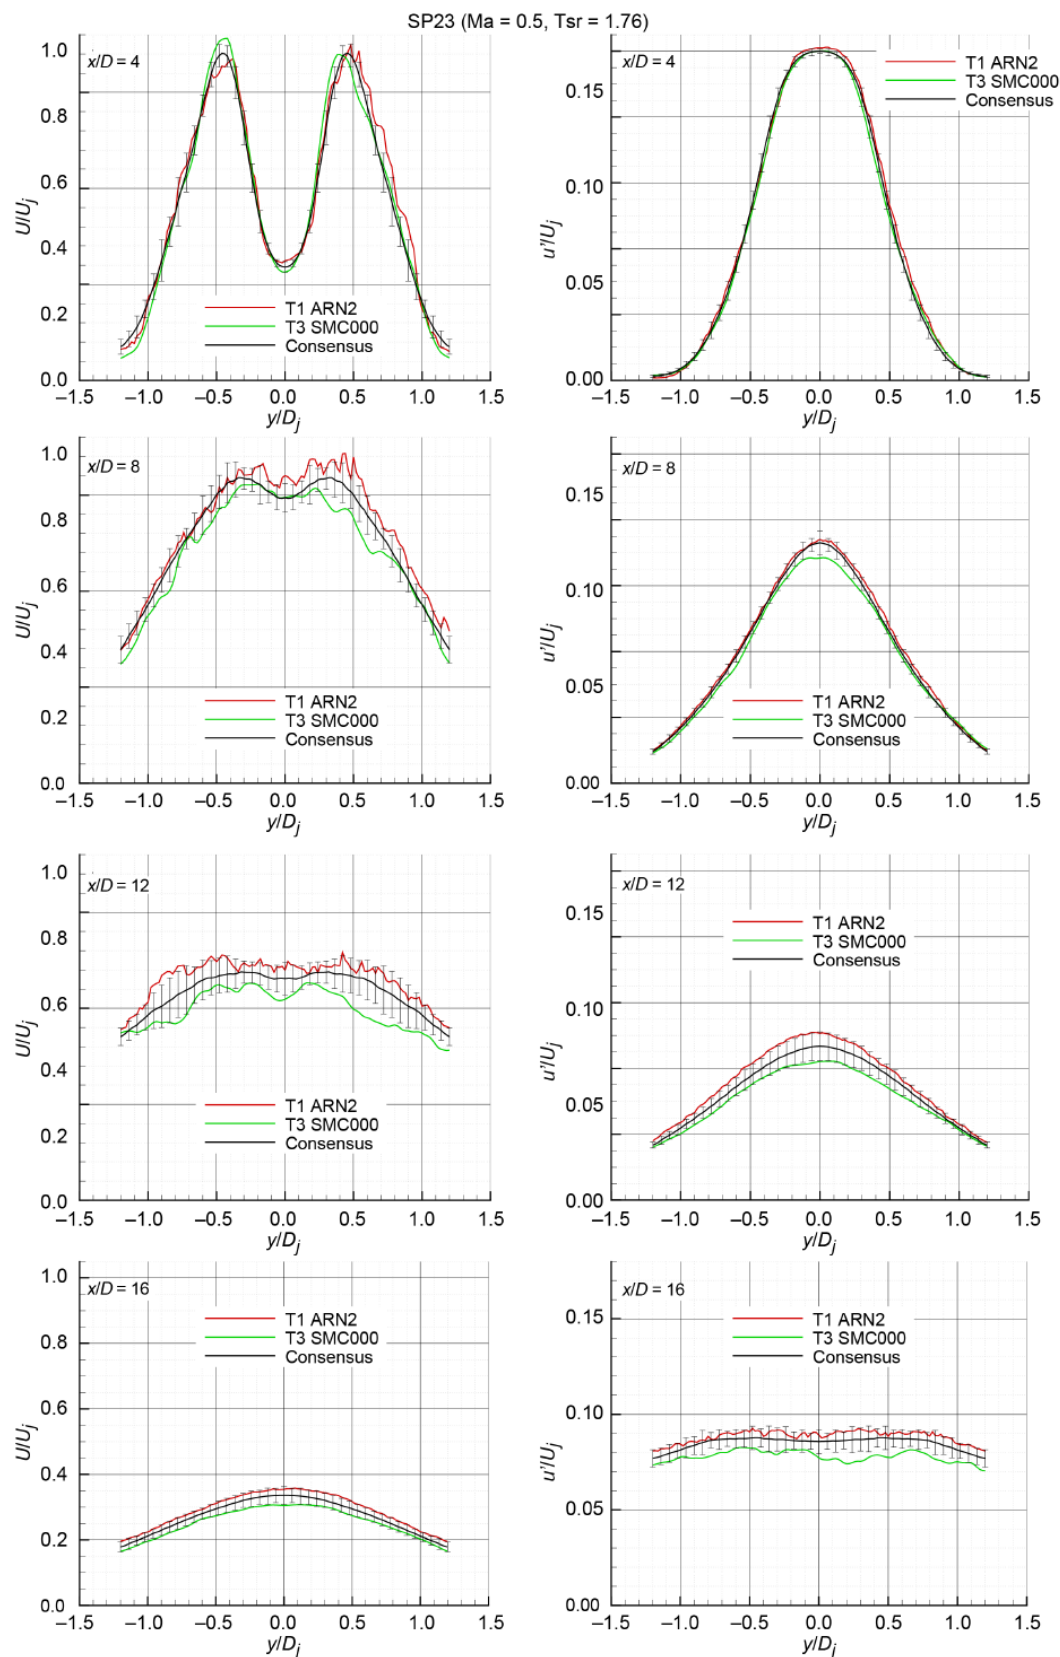 SP23 (Ma = 0.5, Tsr = 1.76)
x/D = 4
U/Uj
1.0
0.8
0.6
0.4
0.2
0.0
T1 ARN2
T3 SMC000
Consensus
–1.5 –1.0 –0.5 0.0 0.5 1.0 1.5
y/Dj
x/D = 4
u'/Uj
0.15
0.10
0.05
0.00
T1 ARN2
T3 SMC000
Consensus
–1.5 –1.0 –0.5 0.0 0.5 1.0 1.5
y/Dj
x/D = 8
U/Uj
1.0
0.8
0.6
0.4
0.2
0.0
T1 ARN2
T3 SMC000
Consensus
–1.5 –1.0 –0.5 0.0 0.5 1.0 1.5
y/Dj
x/D = 8
u'/Uj
0.15
0.10
0.05
0.00
T1 ARN2
T3 SMC000
Consensus
–1.5 –1.0 –0.5 0.0 0.5 1.0 1.5
y/Dj
x/D = 12
U/Uj
1.0
0.8
0.6
0.4
0.2
0.0
T1 ARN2
T3 SMC000
Consensus
–1.5 –1.0 –0.5 0.0 0.5 1.0 1.5
y/Dj
x/D = 12
u'/Uj
0.15
0.10
0.05
0.00
T1 ARN2
T3 SMC000
Consensus
–1.5 –1.0 –0.5 0.0 0.5 1.0 1.5
y/Dj
x/D = 16
U/Uj
1.0
0.8
0.6
0.4
0.2
0.0
T1 ARN2
T3 SMC000
Consensus
–1.5 –1.0 –0.5 0.0 0.5 1.0 1.5
y/Dj
x/D = 16
u'/Uj
0.15
0.10
0.05
0.00
T1 ARN2
T3 SMC000
Consensus
–1.5 –1.0 –0.5 0.0 0.5 1.0 1.5
y/Dj